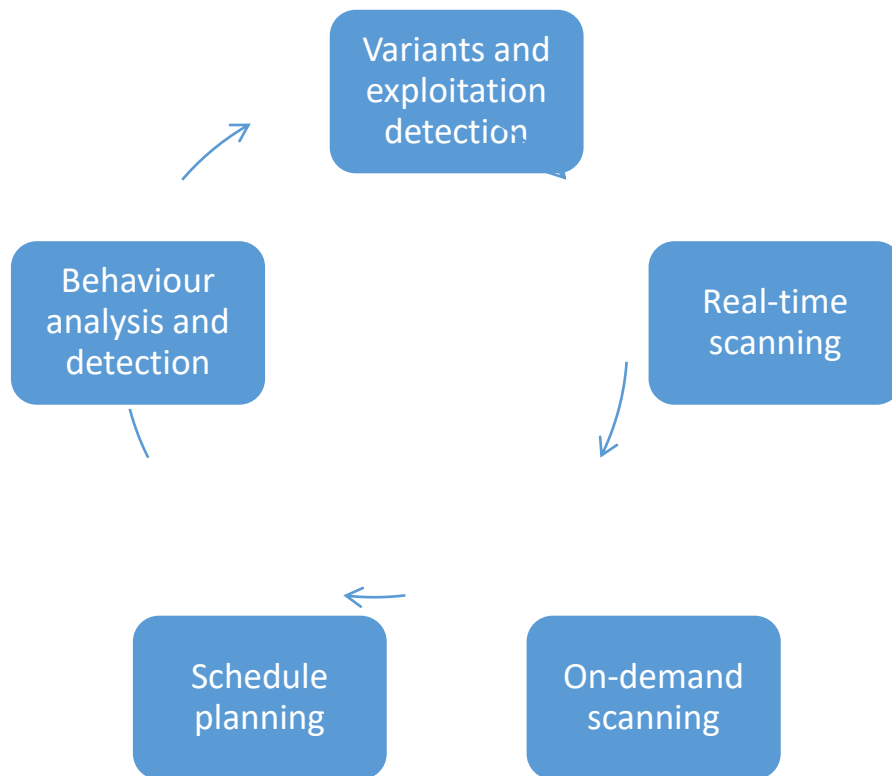 Variants and
exploitation
detection
Real-time
scanning
On-demand
scanning
Schedule
planning
Behaviour
analysis and
detection